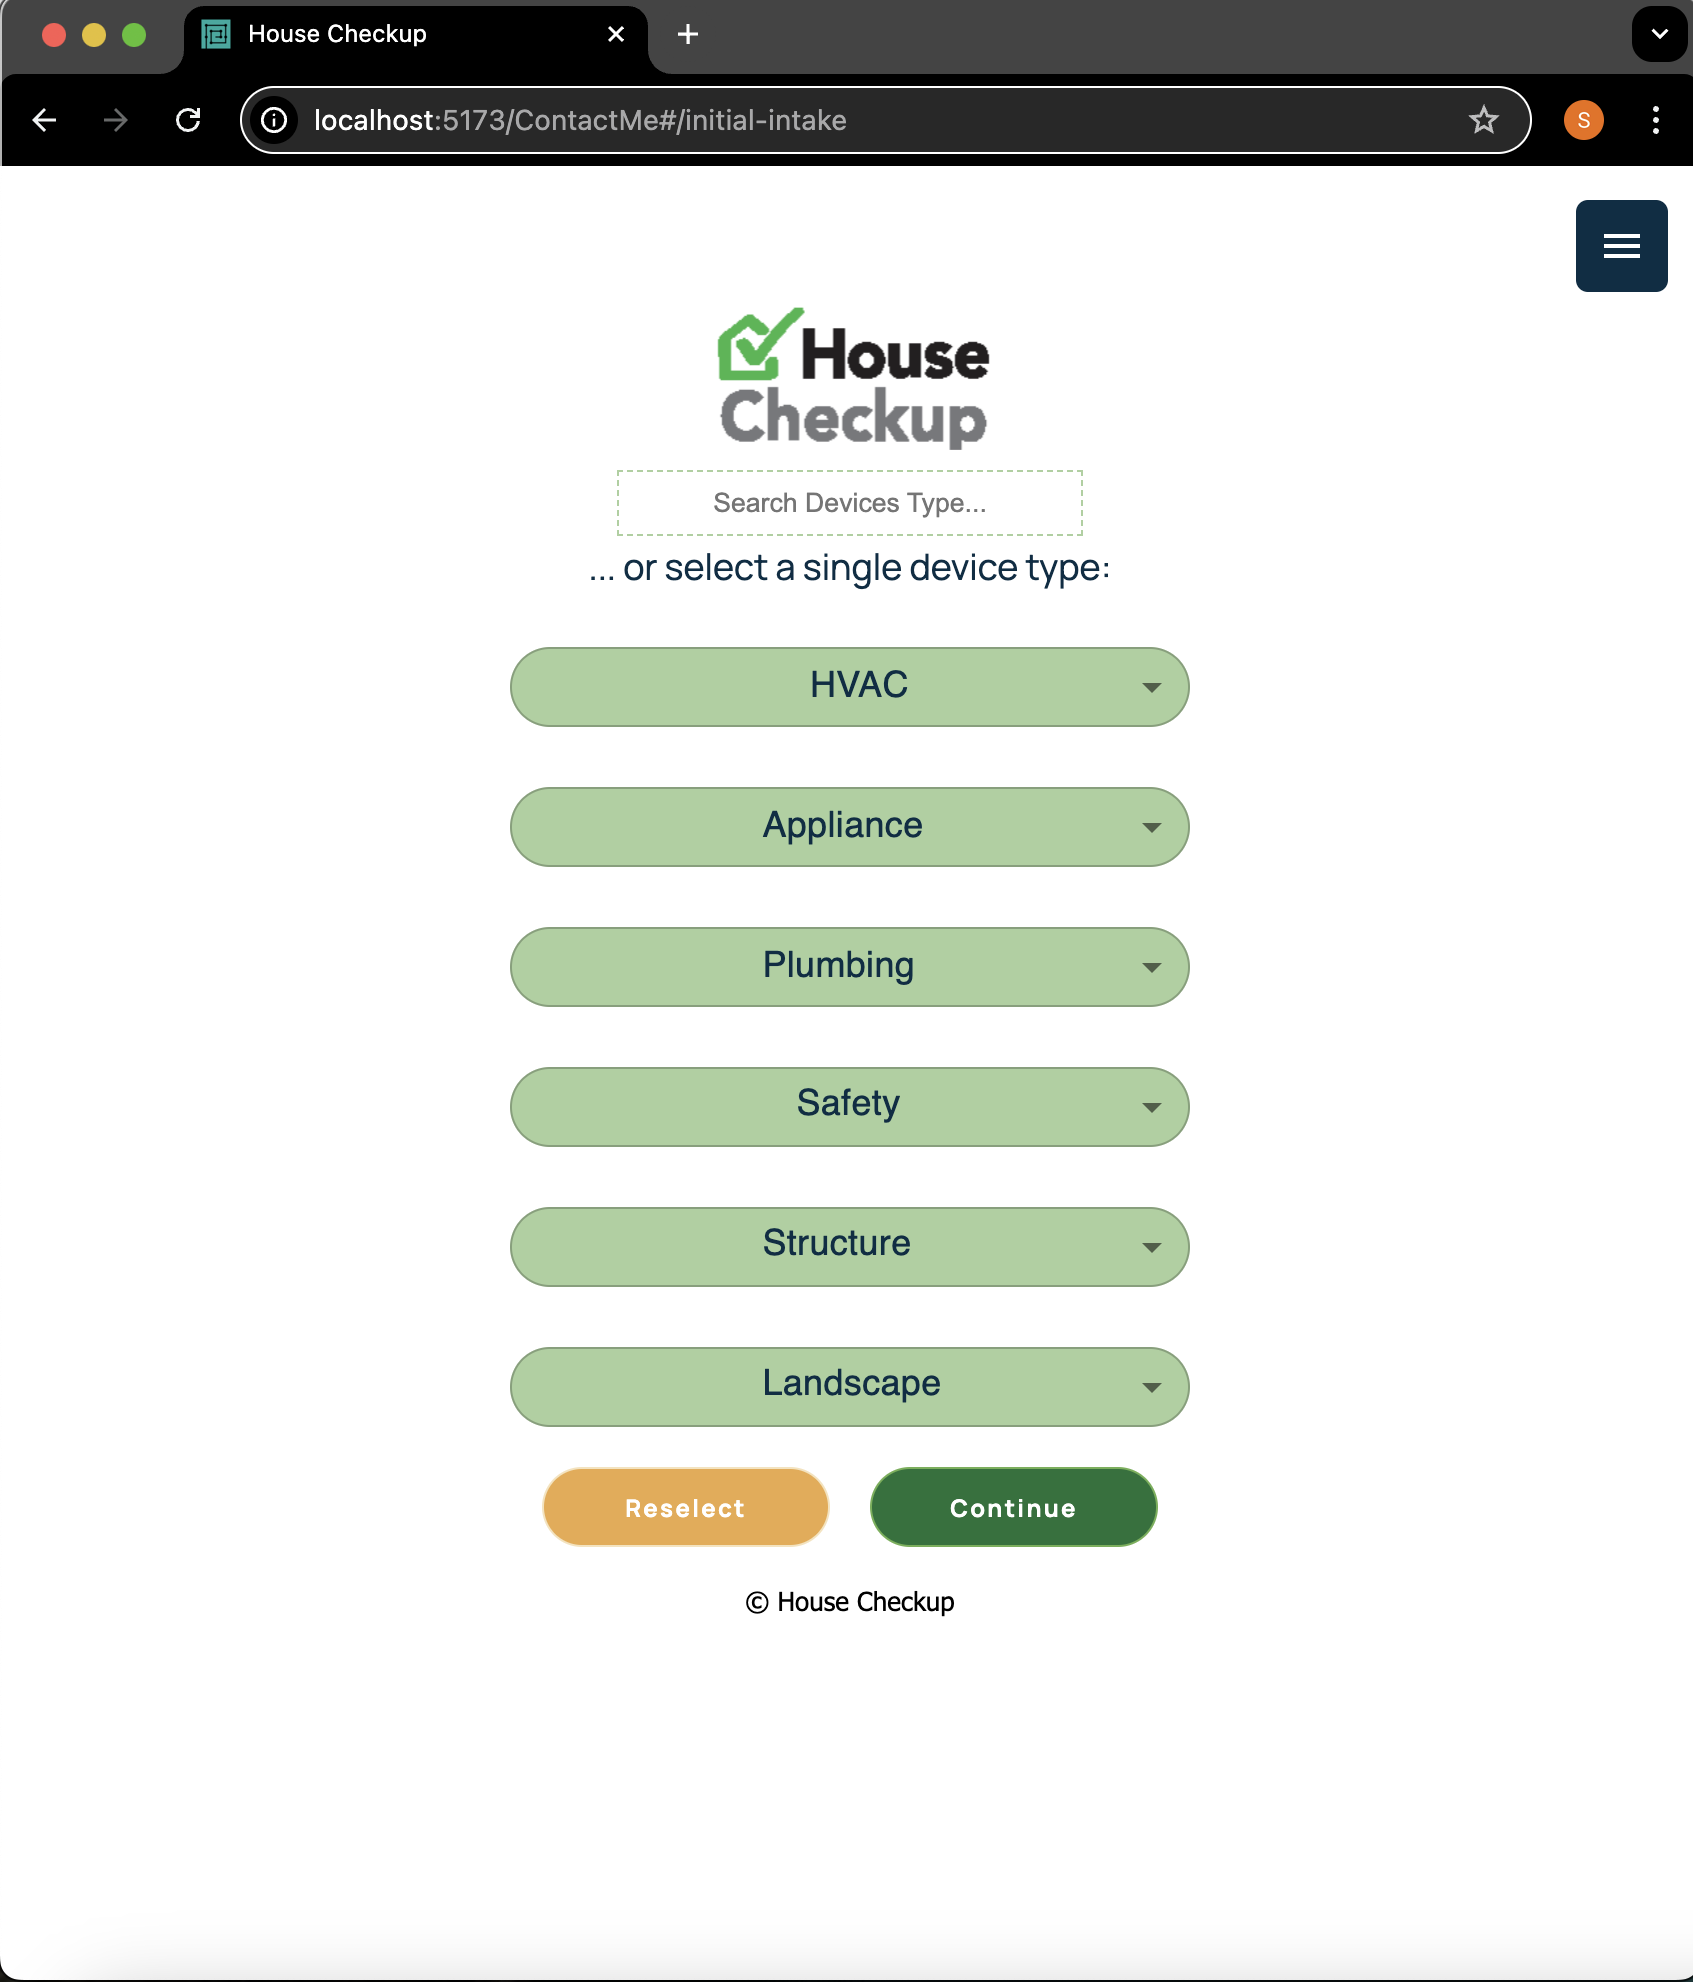 House Checkup
localhost:5173/ContactMe#/initial-intake
S
House
Checkup
Search Devices Type...
... or select a single device type:
HVAC
Appliance
Plumbing
Safety
Structure
Landscape
Reselect Continue
© House Checkup